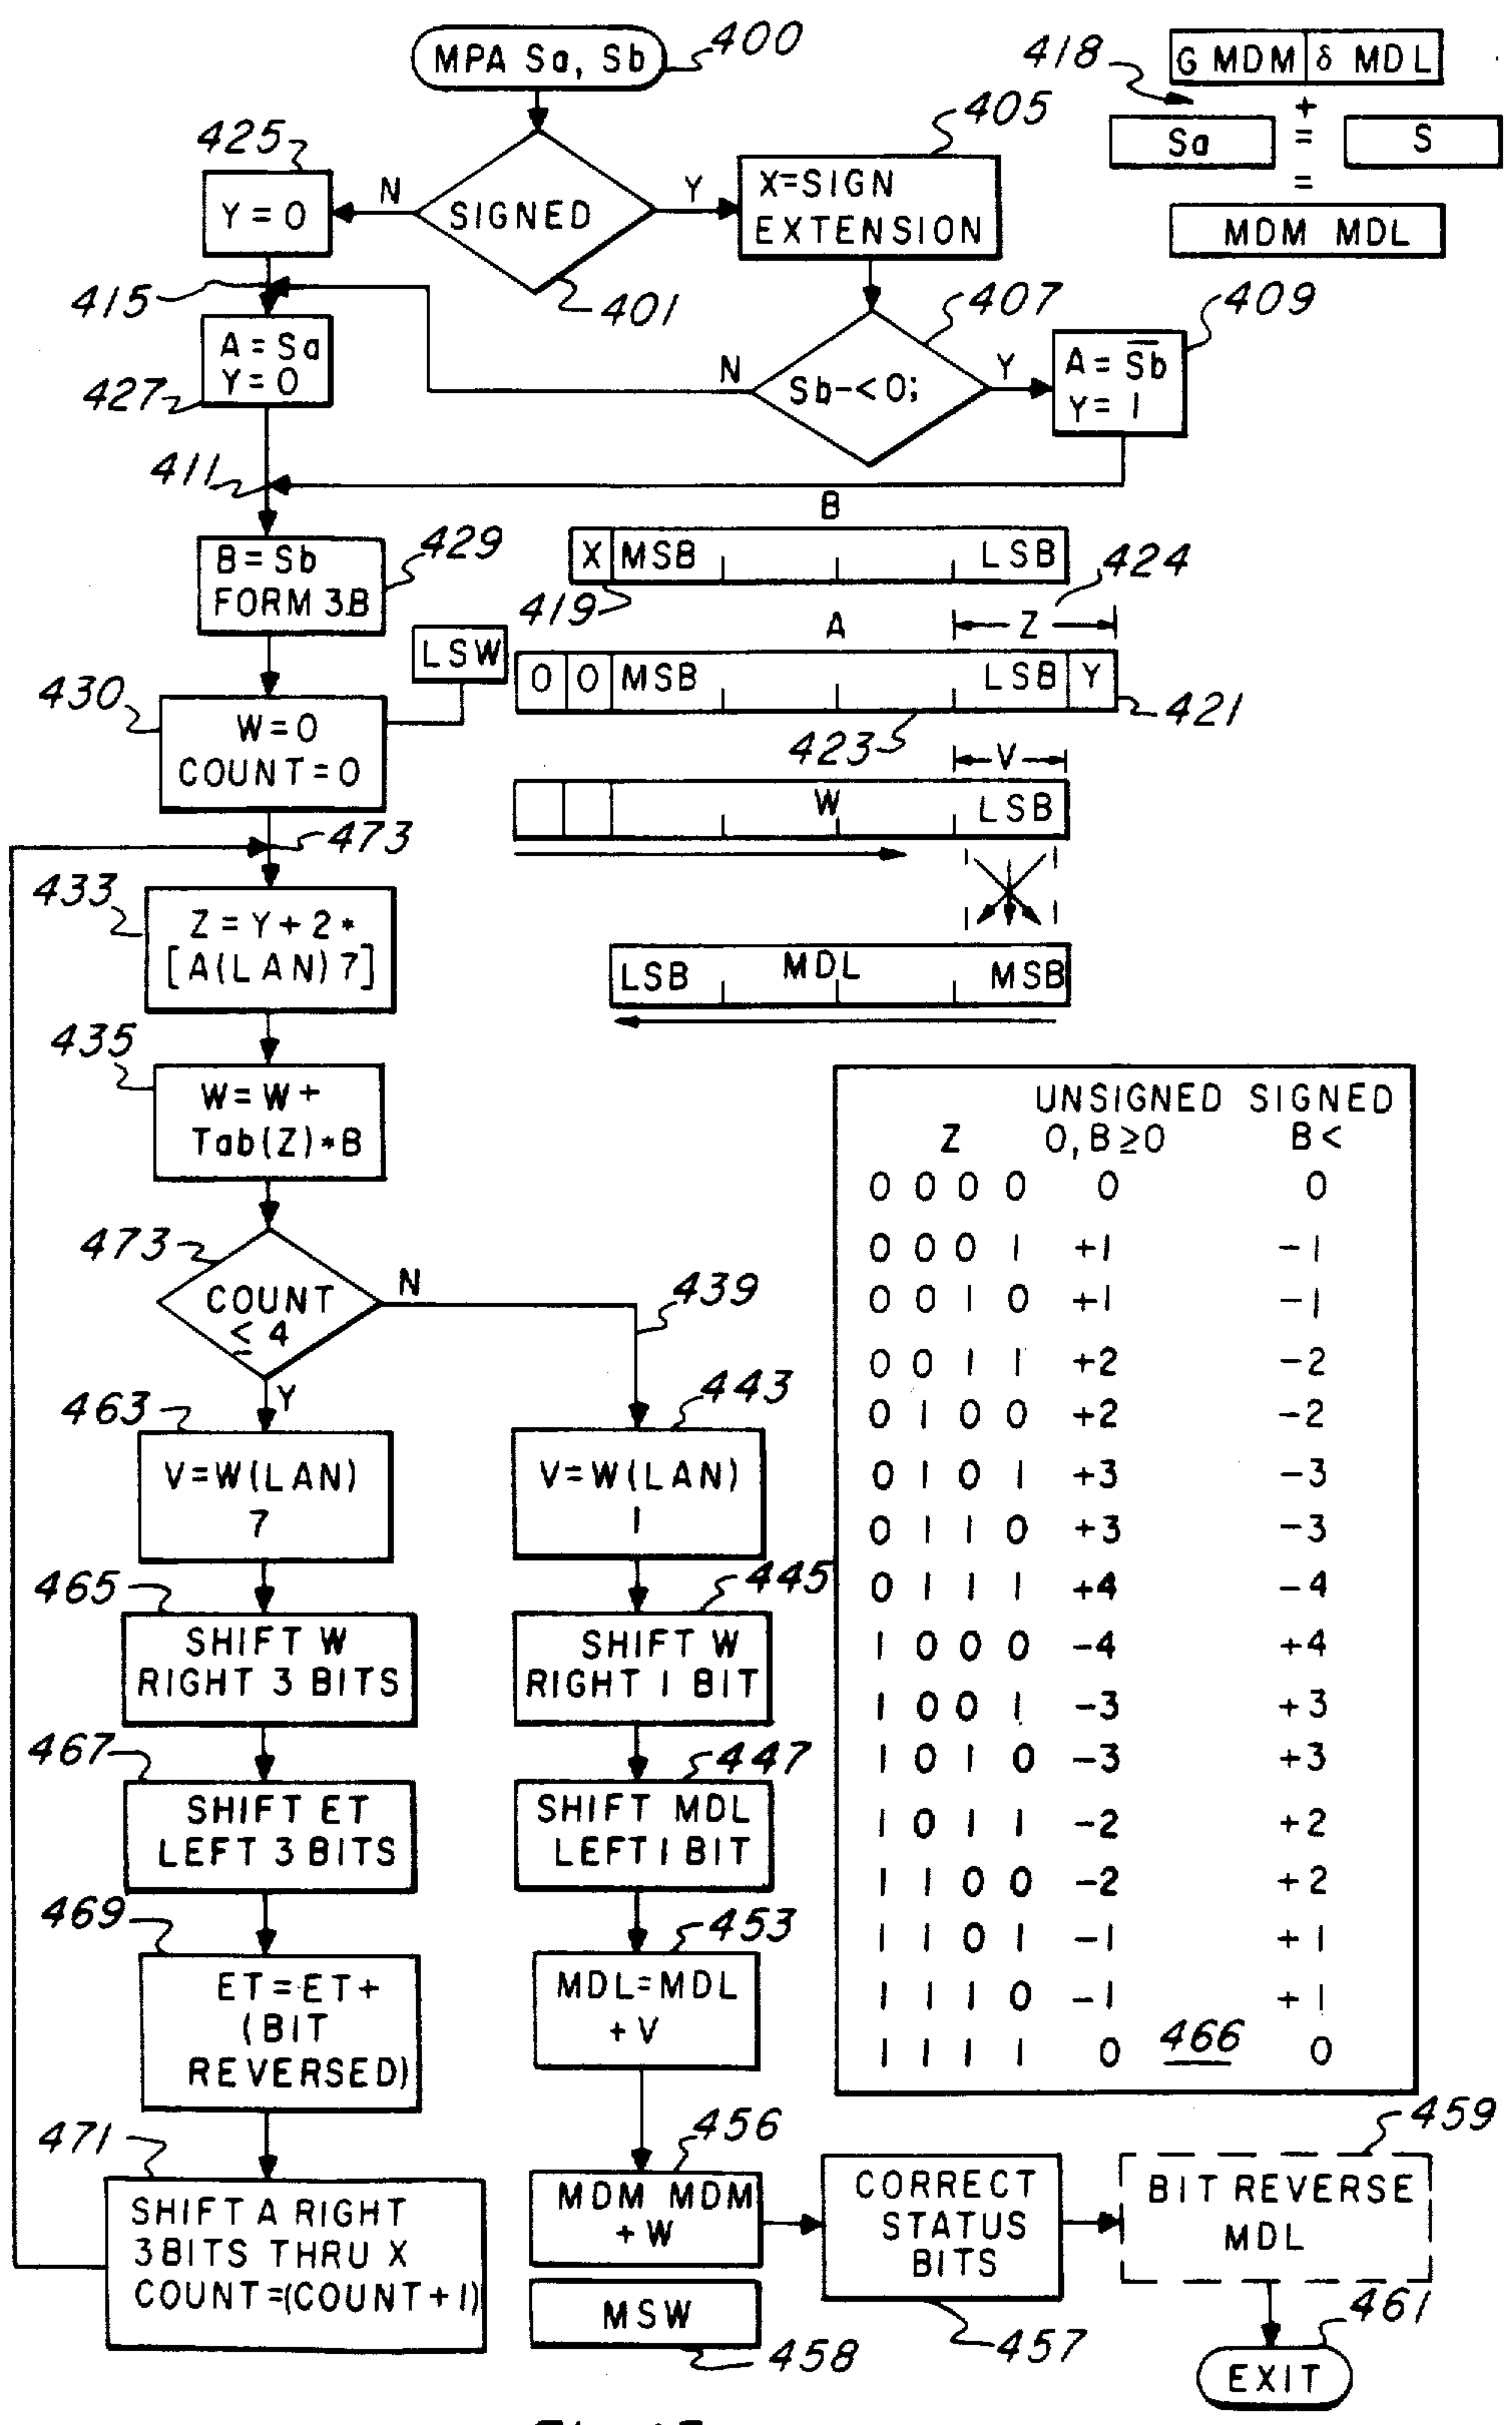 MPA Sa, Sb
400
418
G MDM δ MDL
+
Sa = S
=
MDM MDL
425
Y=0
N
SIGNED
Y
401
405
X=SIGN
EXTENSION
415
A=Sa
Y=0
427
N
Sb-<0;
Y
407
409
A=S̅b̅
Y=1
411
B=Sb
FORM 3.B
429
B
X MSB LSB
419
424
Z
A
0 0 MSB LSB Y
421
423
LSW
430
W=0
COUNT=0
V
W LSB
473
433
Z=Y+2*
[A(LAN)7]
LSB MDL MSB
435
W=W+
Tab(Z)*B
473
COUNT
≤ 4
N
439
Y
463
V=W(LAN)
7
443
V=W(LAN)
1
465
SHIFT W
RIGHT 3 BITS
445
SHIFT W
RIGHT 1 BIT
467
SHIFT ET
LEFT 3 BITS
447
SHIFT MDL
LEFT 1 BIT
469
ET=ET+
(BIT
REVERSED)
453
MDL=MDL
+V
471
SHIFT A RIGHT
3BITS THRU X
COUNT=(COUNT+1)
456
MDM MDM
+W
MSW
458
UNSIGNED SIGNED
Z 0,B≥0 B<
0 0 0 0 0 0
0 0 0 1 +1 -1
0 0 1 0 +1 -1
0 0 1 1 +2 -2
0 1 0 0 +2 -2
0 1 0 1 +3 -3
0 1 1 0 +3 -3
0 1 1 1 +4 -4
1 0 0 0 -4 +4
1 0 0 1 -3 +3
1 0 1 0 -3 +3
1 0 1 1 -2 +2
1 1 0 0 -2 +2
1 1 0 1 -1 +1
1 1 1 0 -1 +1
1 1 1 1 0 466 0
CORRECT
STATUS
BITS
457
459
BIT REVERSE
MDL
461
EXIT